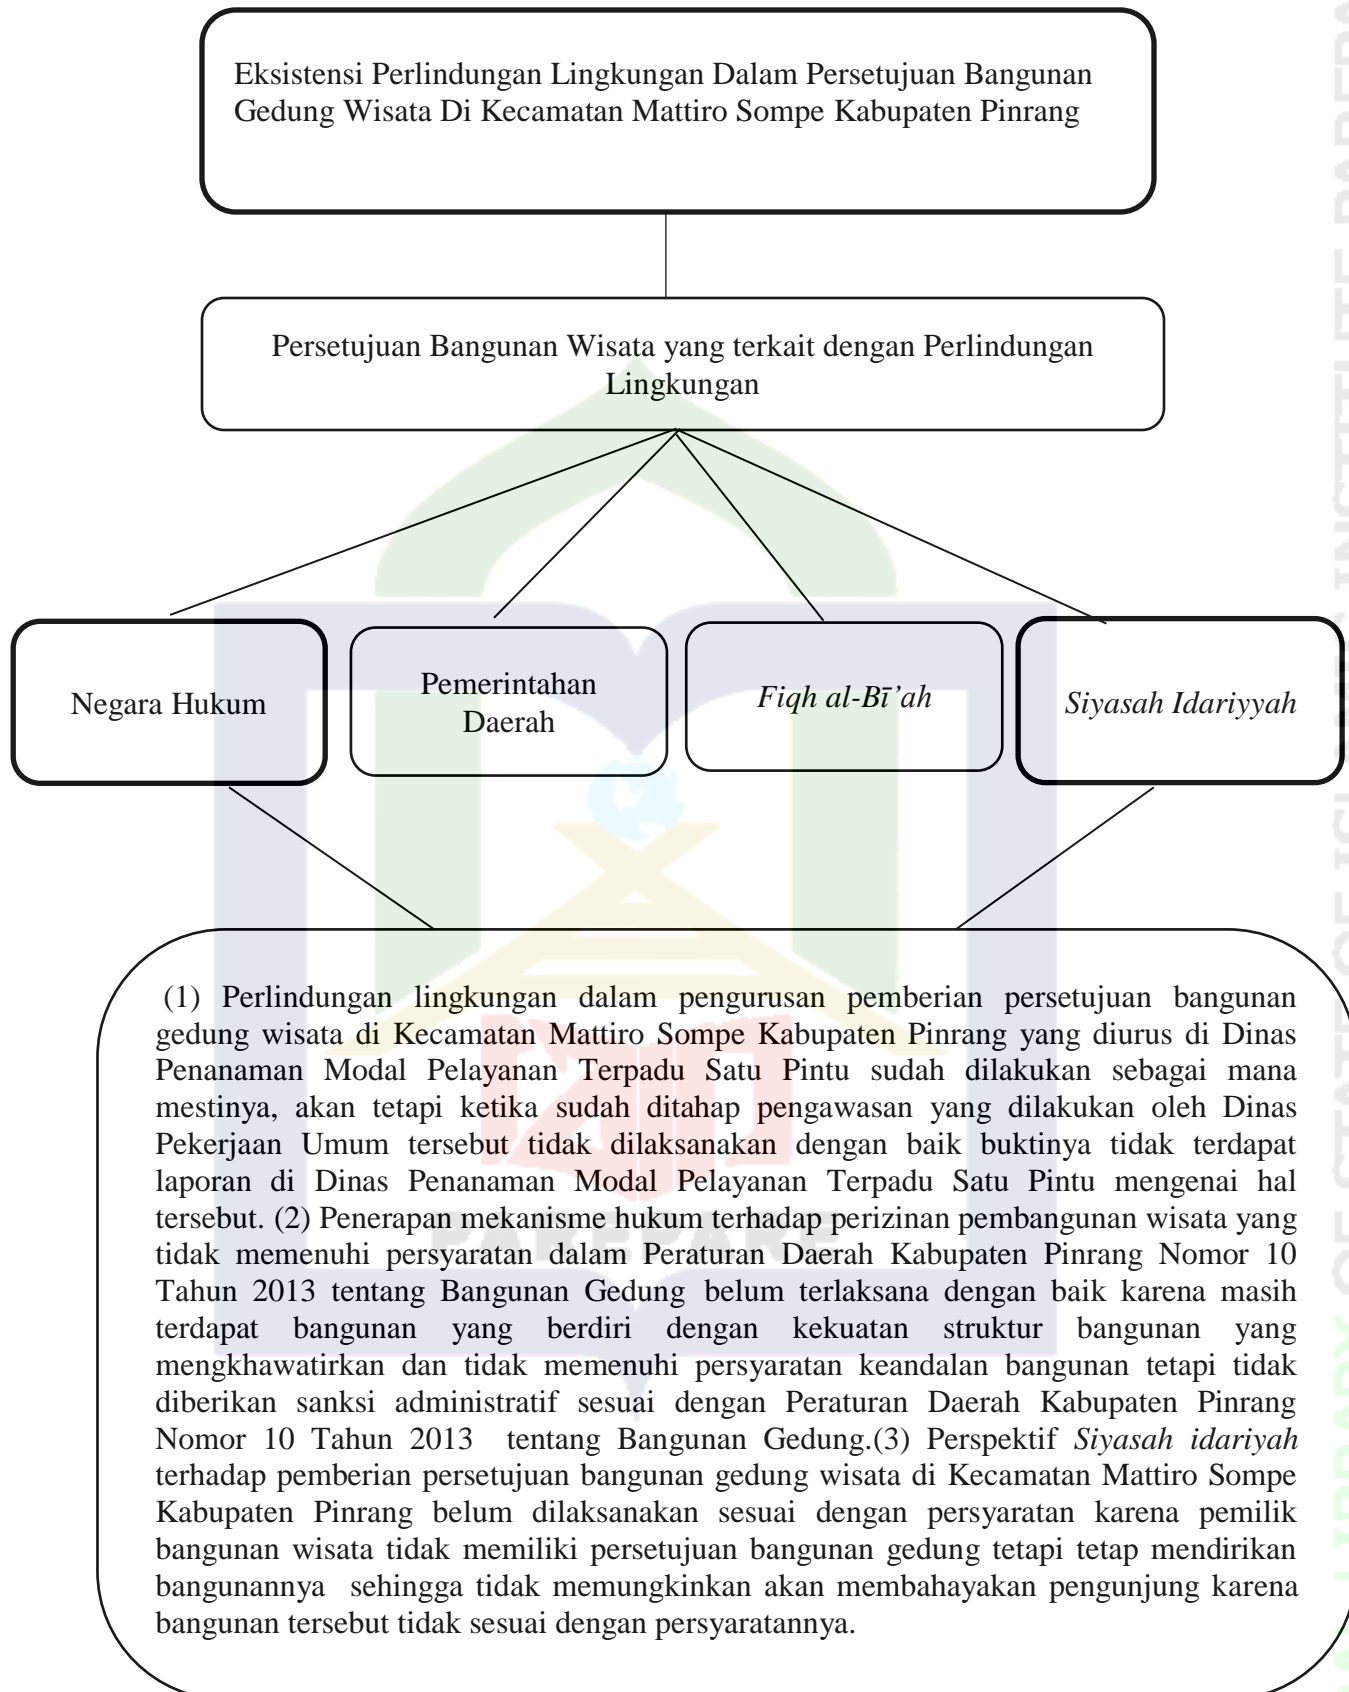 Eksistensi Perlindungan Lingkungan Dalam Persetujuan Bangunan
Gedung Wisata Di Kecamatan Mattiro Sompe Kabupaten Pinrang
Persetujuan Bangunan Wisata yang terkait dengan Perlindungan
Lingkungan
Negara Hukum
Pemerintahan
Daerah
Fiqh al-Bī’ah
Siyasah Idariyyah
(1) Perlindungan lingkungan dalam pengurusan pemberian persetujuan bangunan
gedung wisata di Kecamatan Mattiro Sompe Kabupaten Pinrang yang diurus di Dinas
Penanaman Modal Pelayanan Terpadu Satu Pintu sudah dilakukan sebagai mana
mestinya, akan tetapi ketika sudah ditahap pengawasan yang dilakukan oleh Dinas
Pekerjaan Umum tersebut tidak dilaksanakan dengan baik buktinya tidak terdapat
laporan di Dinas Penanaman Modal Pelayanan Terpadu Satu Pintu mengenai hal
tersebut. (2) Penerapan mekanisme hukum terhadap perizinan pembangunan wisata yang
tidak memenuhi persyaratan dalam Peraturan Daerah Kabupaten Pinrang Nomor 10
Tahun 2013 tentang Bangunan Gedung belum terlaksana dengan baik karena masih
terdapat bangunan yang berdiri dengan kekuatan struktur bangunan yang
mengkhawatirkan dan tidak memenuhi persyaratan keandalan bangunan tetapi tidak
diberikan sanksi administratif sesuai dengan Peraturan Daerah Kabupaten Pinrang
Nomor 10 Tahun 2013 tentang Bangunan Gedung.(3) Perspektif Siyasah idariyah
terhadap pemberian persetujuan bangunan gedung wisata di Kecamatan Mattiro Sompe
Kabupaten Pinrang belum dilaksanakan sesuai dengan persyaratan karena pemilik
bangunan wisata tidak memiliki persetujuan bangunan gedung tetapi tetap mendirikan
bangunannya sehingga tidak memungkinkan akan membahayakan pengunjung karena
bangunan tersebut tidak sesuai dengan persyaratannya.
PAREPARE